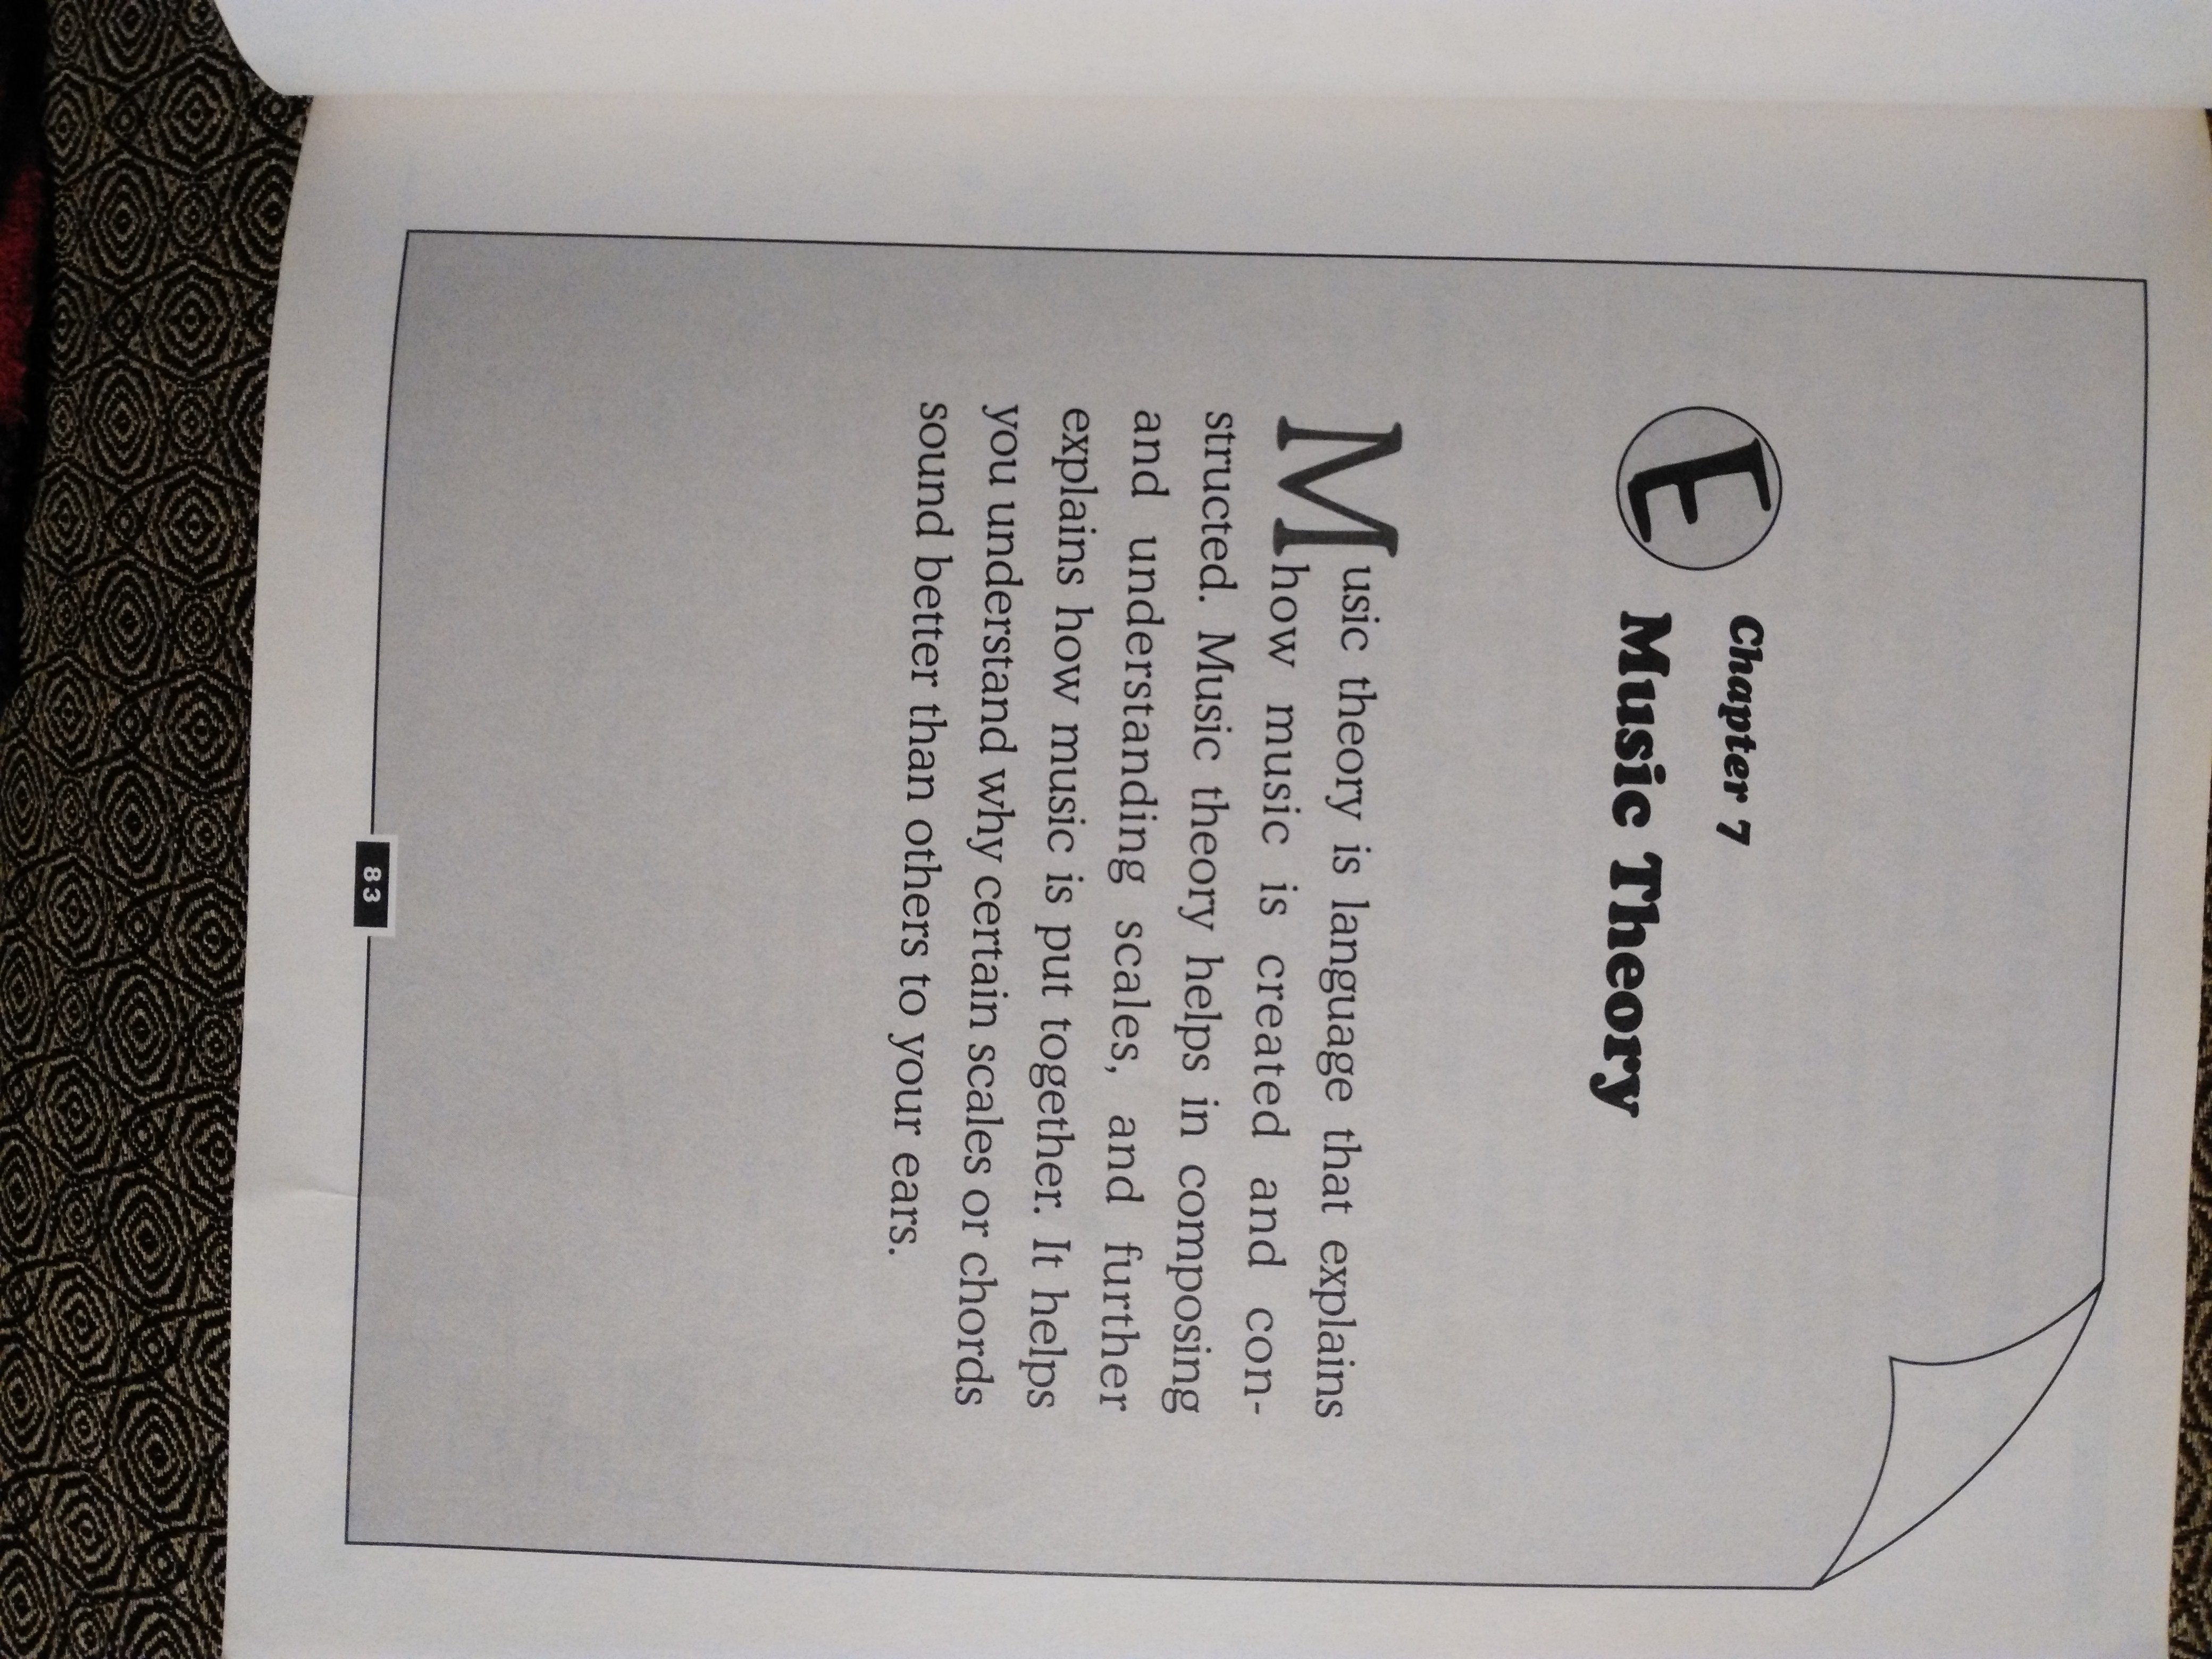 E
Chapter 7
Music Theory
Music theory is language that explains
how music is created and con-
structed. Music theory helps in composing
and understanding scales, and further
explains how music is put together. It helps
you understand why certain scales or chords
sound better than others to your ears.
83